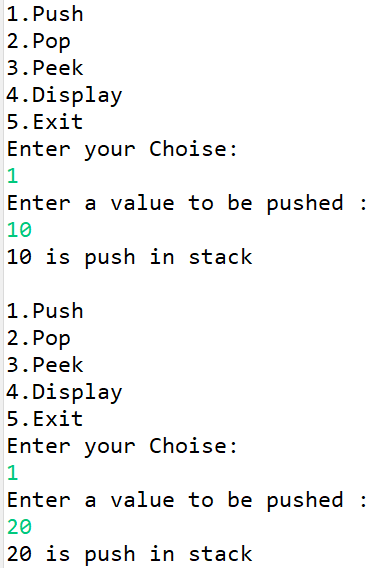 1.Push
2.Pop
3.Peek
4.Display
5.Exit
Enter your Choise:
1
Enter a value to be pushed :
10
10 is push in stack
1.Push
2.Pop
3.Peek
4.Display
5.Exit
Enter your Choise:
1
Enter a value to be pushed :
20
20 is push in stack